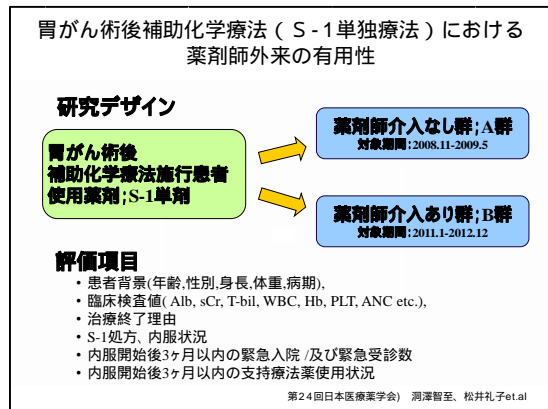 胃がん術後補助化学療法(S-1単独療法)における
薬剤師外来の有用性
研究デザイン
胃がん術後
補助化学療法施行患者
使用薬剤;S-1単剤
薬剤師介入なし群;A群
対象期間;2008.11-2009.5
薬剤師介入あり群;B群
対象期間;2011.1-2012.12
評価項目
・患者背景(年齢,性別,身長,体重,病期),
・臨床検査値( Alb, sCr, T-bil, WBC, Hb, PLT, ANC etc.),
・治療終了理由
・S-1処方、内服状況
・内服開始後3ヶ月以内の緊急入院 /及び緊急受診数
・内服開始後3ヶ月以内の支持療法薬使用状況
第24回日本医療薬学会) 洞澤智至、松井礼子et.al